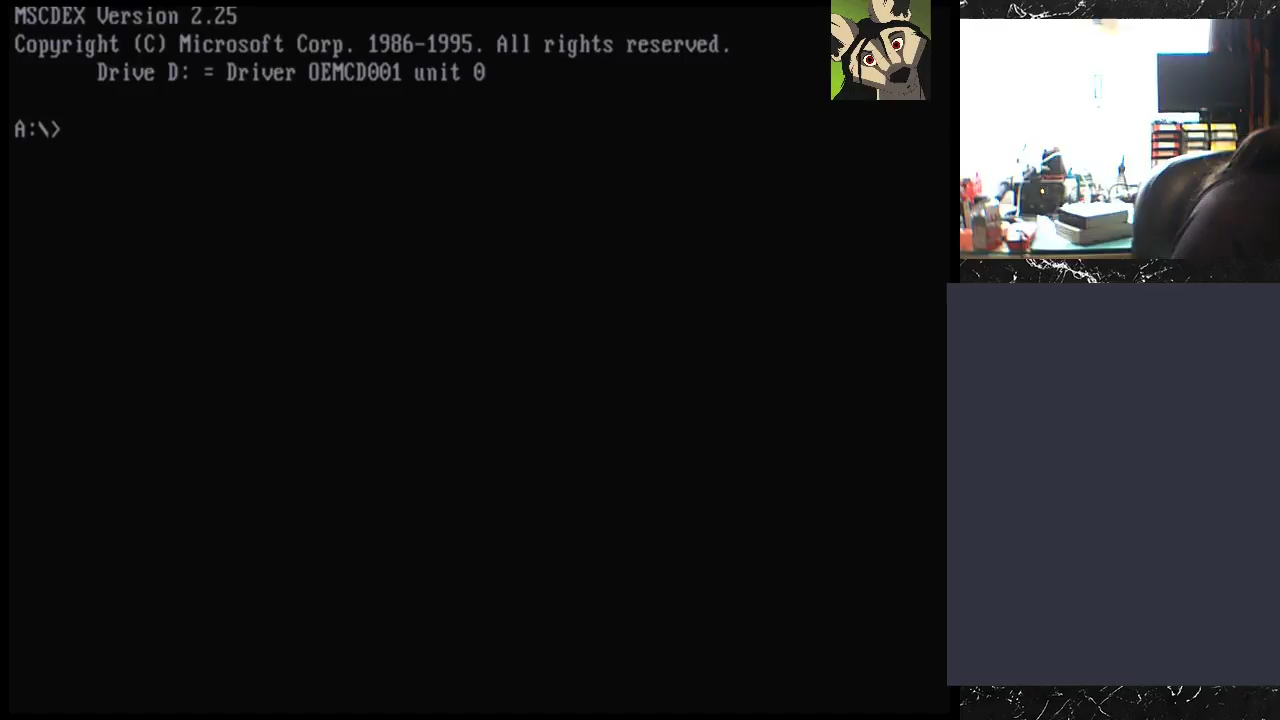 MSCDEX Version 2.25
Copyright (C) Microsoft Corp. 1986-1995. All rights reserved.
Drive D: = Driver OEMCD001 unit 0
A:\>